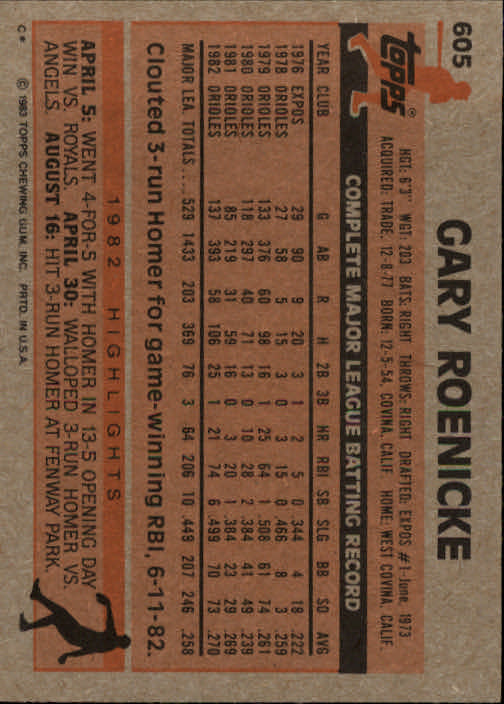 605
topps®
GARY ROENICKE
HGT: 6'3" WGT: 203 BATS: RIGHT THROWS: RIGHT DRAFTED: EXPOS #1-June, 1973
ACQUIRED: TRADE, 12-8-77 BORN: 12-5-54, COVINA, CALIF. HOME: WEST COVINA, CALIF.
COMPLETE MAJOR LEAGUE BATTING RECORD
YEAR CLUB G AB R H 2B 3B HR RBI SB SLG BB SO AVG
1976 EXPOS 29 90 9 20 3 1 2 5 0 .344 4 18 .222
1978 ORIOLES 27 58 5 15 3 0 3 15 0 .466 8 3 .259
1979 ORIOLES 133 376 60 98 16 1 25 64 1 .508 61 74 .261
1980 ORIOLES 118 297 40 71 13 0 10 28 2 .384 41 49 .239
1981 ORIOLES 85 219 31 59 16 0 3 20 1 .384 23 29 .269
1982 ORIOLES 137 393 58 106 25 1 21 74 6 .499 70 73 .270
MAJOR LEA. TOTALS .... 529 1433 203 369 76 3 64 206 10 .449 207 246 .258
Clouted 3-run Homer for game-winning RBI, 6-11-82.
1982 HIGHLIGHTS
APRIL 5: WENT 4-FOR-5 WITH HOMER IN 13-5 OPENING DAY
WIN VS. ROYALS. APRIL 30: WALLOPED 3-RUN HOMER VS.
ANGELS. AUGUST 16: HIT 3-RUN HOMER AT FENWAY PARK.
C* © 1983 TOPPS CHEWING GUM, INC. PRTD. IN U.S.A.